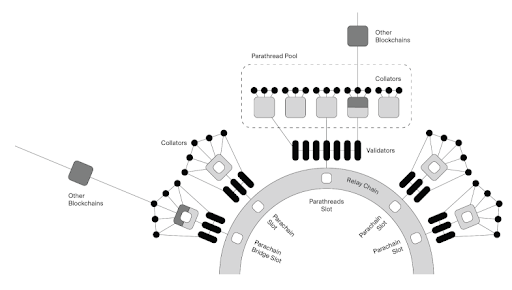 Other
Blockchains
Parathread Pool
Collators
Collators
Validators
Other
Blockchains
Relay Chain
Parathreads
Slot
Parachain
Slot
Parachain
Slot
Parachain
Bridge Slot
Parachain
Slot